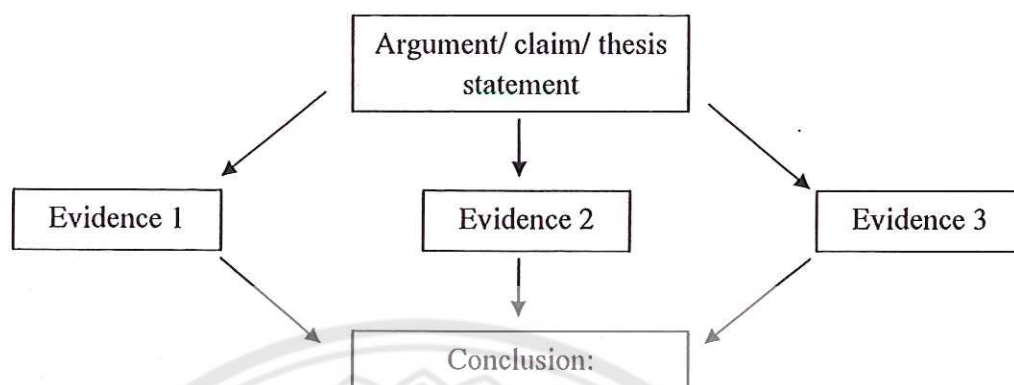 Argument/ claim/ thesis
statement
Evidence 1
Evidence 2
Evidence 3
Conclusion: